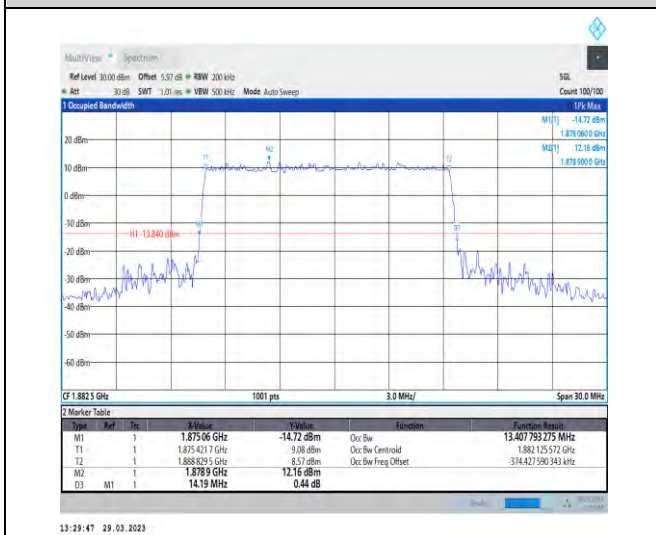 MultiView Spectrum
Ref Level 30.00 dBm Offset 5.97 dB RBW 200 kHz SGL
Att 30 dB SWT 1.01 ms VBW 500 kHz Mode Auto Sweep Count 100/100
1 Occupied Bandwidth 1Pk Max
M1[1] -14.72 dBm
1.875 060 0 GHz
M2[1] 12.16 dBm
1.878 900 0 GHz
20 dBm
10 dBm
0 dBm
-10 dBm
-20 dBm
-30 dBm
-40 dBm
-50 dBm
-60 dBm
T1
M2
T2
M1
D3
H1 -13.840 dBm
CF 1.882 5 GHz 1001 pts 3.0 MHz/ Span 30.0 MHz
2 Marker Table
Type Ref Trc X-Value Y-Value Function Function Result
M1 1 1.87506 GHz -14.72 dBm Occ Bw 13.407 793 275 MHz
T1 1 1.875 421 7 GHz 9.08 dBm Occ Bw Centroid 1.882 125 572 GHz
T2 1 1.888 829 5 GHz 8.57 dBm Occ Bw Freq Offset -374.427 590 343 kHz
M2 1 1.8789 GHz 12.16 dBm
D3 M1 1 14.19 MHz 0.44 dB
13:29:47 29.03.2023